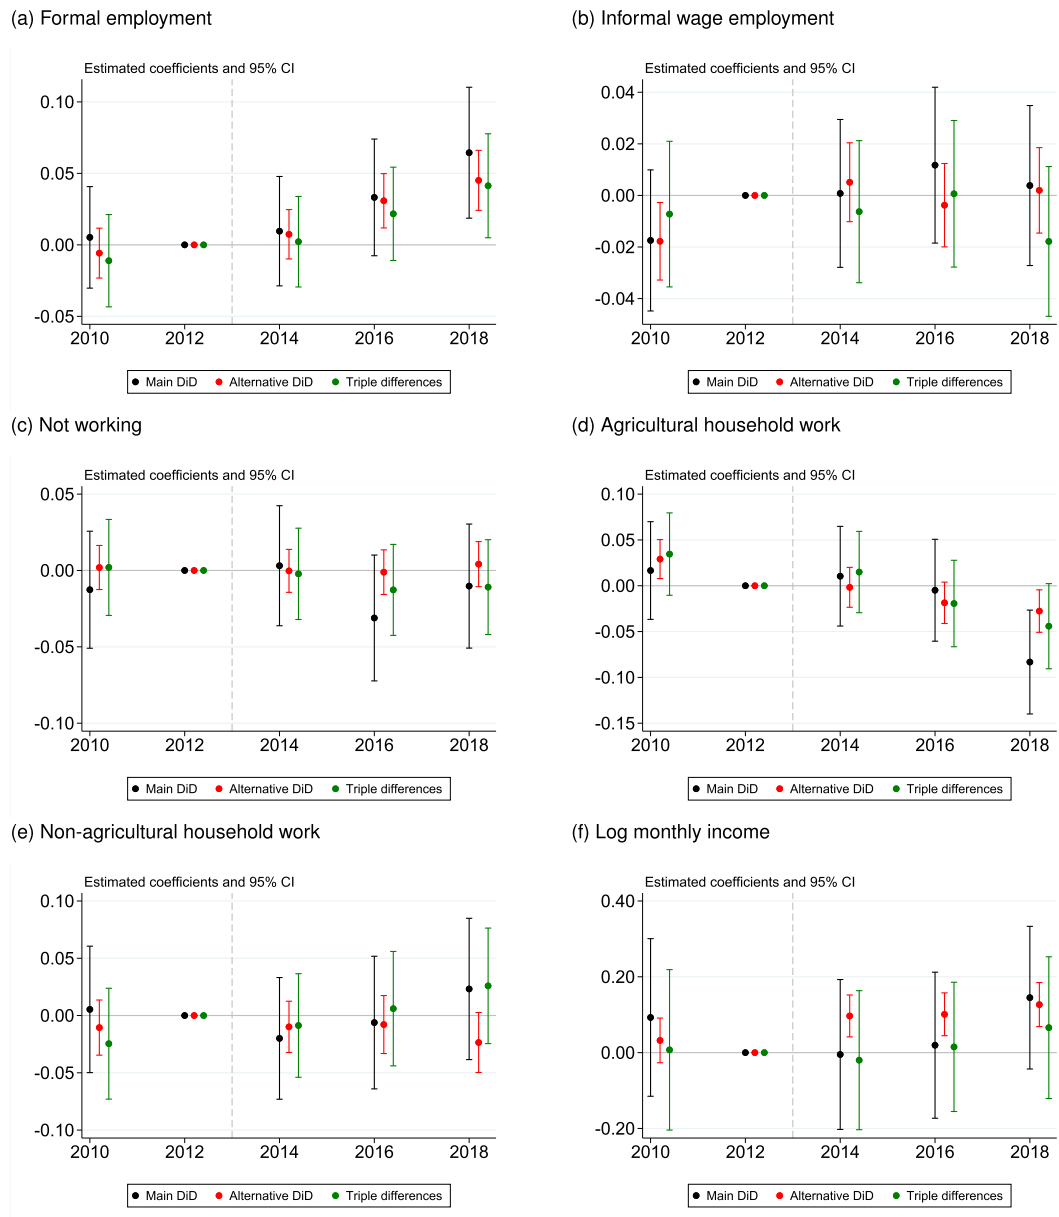 (a) Formal employment
Estimated coefficients and 95% CI
0.10
0.05
0.00
-0.05
2010 2012 2014 2016 2018
Main DiD Alternative DiD Triple differences
(b) Informal wage employment
Estimated coefficients and 95% CI
0.04
0.02
0.00
-0.02
-0.04
2010 2012 2014 2016 2018
Main DiD Alternative DiD Triple differences
(c) Not working
Estimated coefficients and 95% CI
0.05
0.00
-0.05
-0.10
2010 2012 2014 2016 2018
Main DiD Alternative DiD Triple differences
(d) Agricultural household work
Estimated coefficients and 95% CI
0.10
0.05
0.00
-0.05
-0.10
-0.15
2010 2012 2014 2016 2018
Main DiD Alternative DiD Triple differences
(e) Non-agricultural household work
Estimated coefficients and 95% CI
0.10
0.05
0.00
-0.05
-0.10
2010 2012 2014 2016 2018
Main DiD Alternative DiD Triple differences
(f) Log monthly income
Estimated coefficients and 95% CI
0.40
0.20
0.00
-0.20
2010 2012 2014 2016 2018
Main DiD Alternative DiD Triple differences